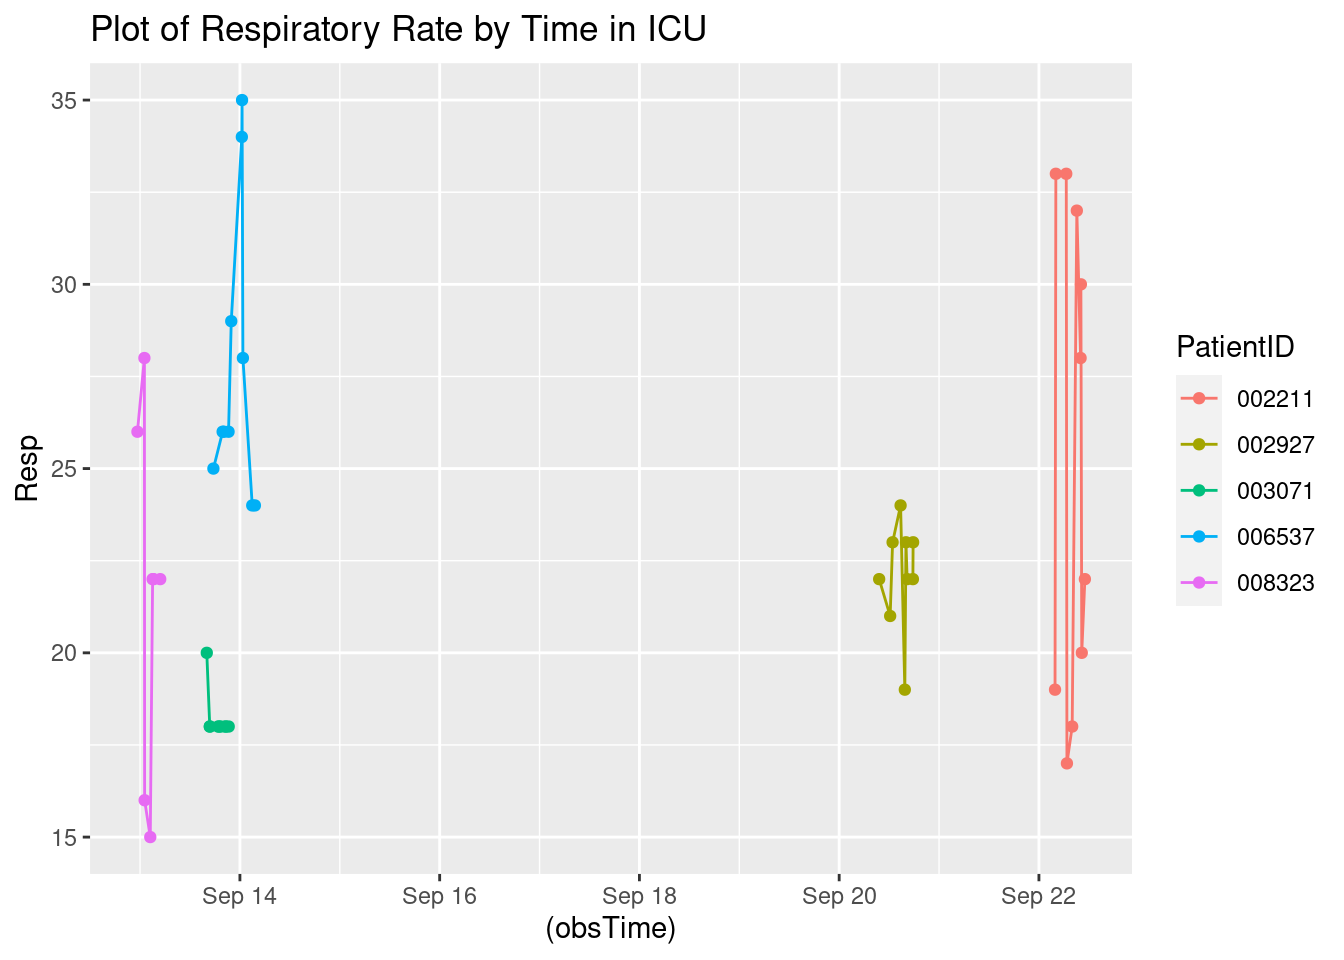 Plot of Respiratory Rate by Time in ICU
35
30
25
20
15
Resp
Sep 14
Sep 16
Sep 18
Sep 20
Sep 22
(obsTime)
PatientID
002211
002927
003071
006537
008323